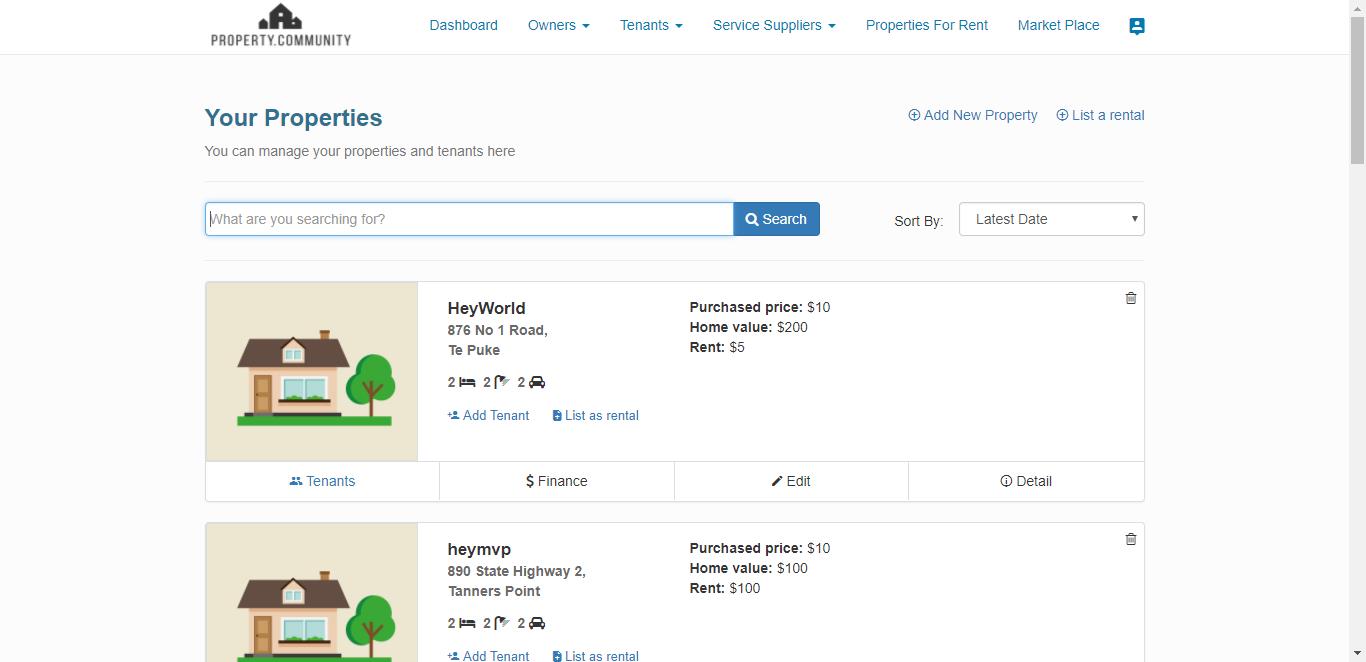 PROPERTY.COMMUNITY
Dashboard Owners Tenants Service Suppliers Properties For Rent Market Place
Your Properties
Add New Property List a rental
You can manage your properties and tenants here
What are you searching for? Search Sort By: Latest Date
HeyWorld
876 No 1 Road,
Te Puke
2 2 2
Add Tenant List as rental
Purchased price: $10
Home value: $200
Rent: $5
Tenants $ Finance Edit Detail
heymvp
890 State Highway 2,
Tanners Point
2 2 2
Add Tenant List as rental
Purchased price: $10
Home value: $100
Rent: $100